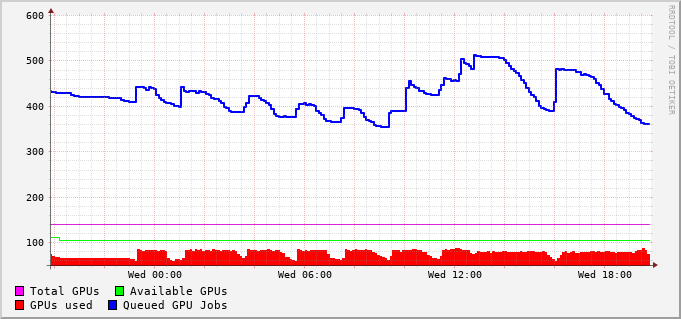 600
500
400
300
200
100
Wed 00:00 Wed 06:00 Wed 12:00 Wed 18:00
Total GPUs Available GPUs
GPUs used Queued GPU Jobs
RRDTOOL / TOBI OETIKER